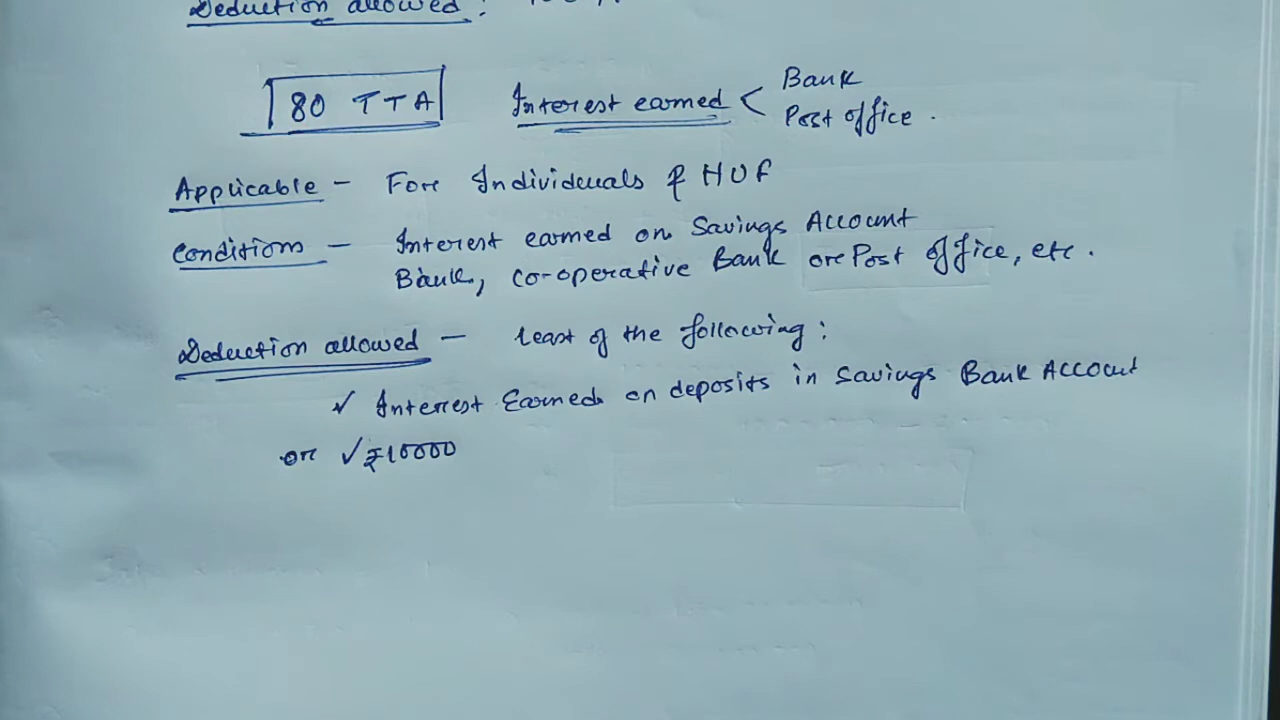 Deduction allowed :
80 TTA Interest earned < Bank
Post office .
Applicable - For Individuals & HUF
Conditions - Interest earned on Savings Account
Bank, co-operative Bank or Post office, etc .
Deduction allowed - least of the following :
✓ Interest Earned on deposits in Savings Bank Account
or ✓ ₹10000